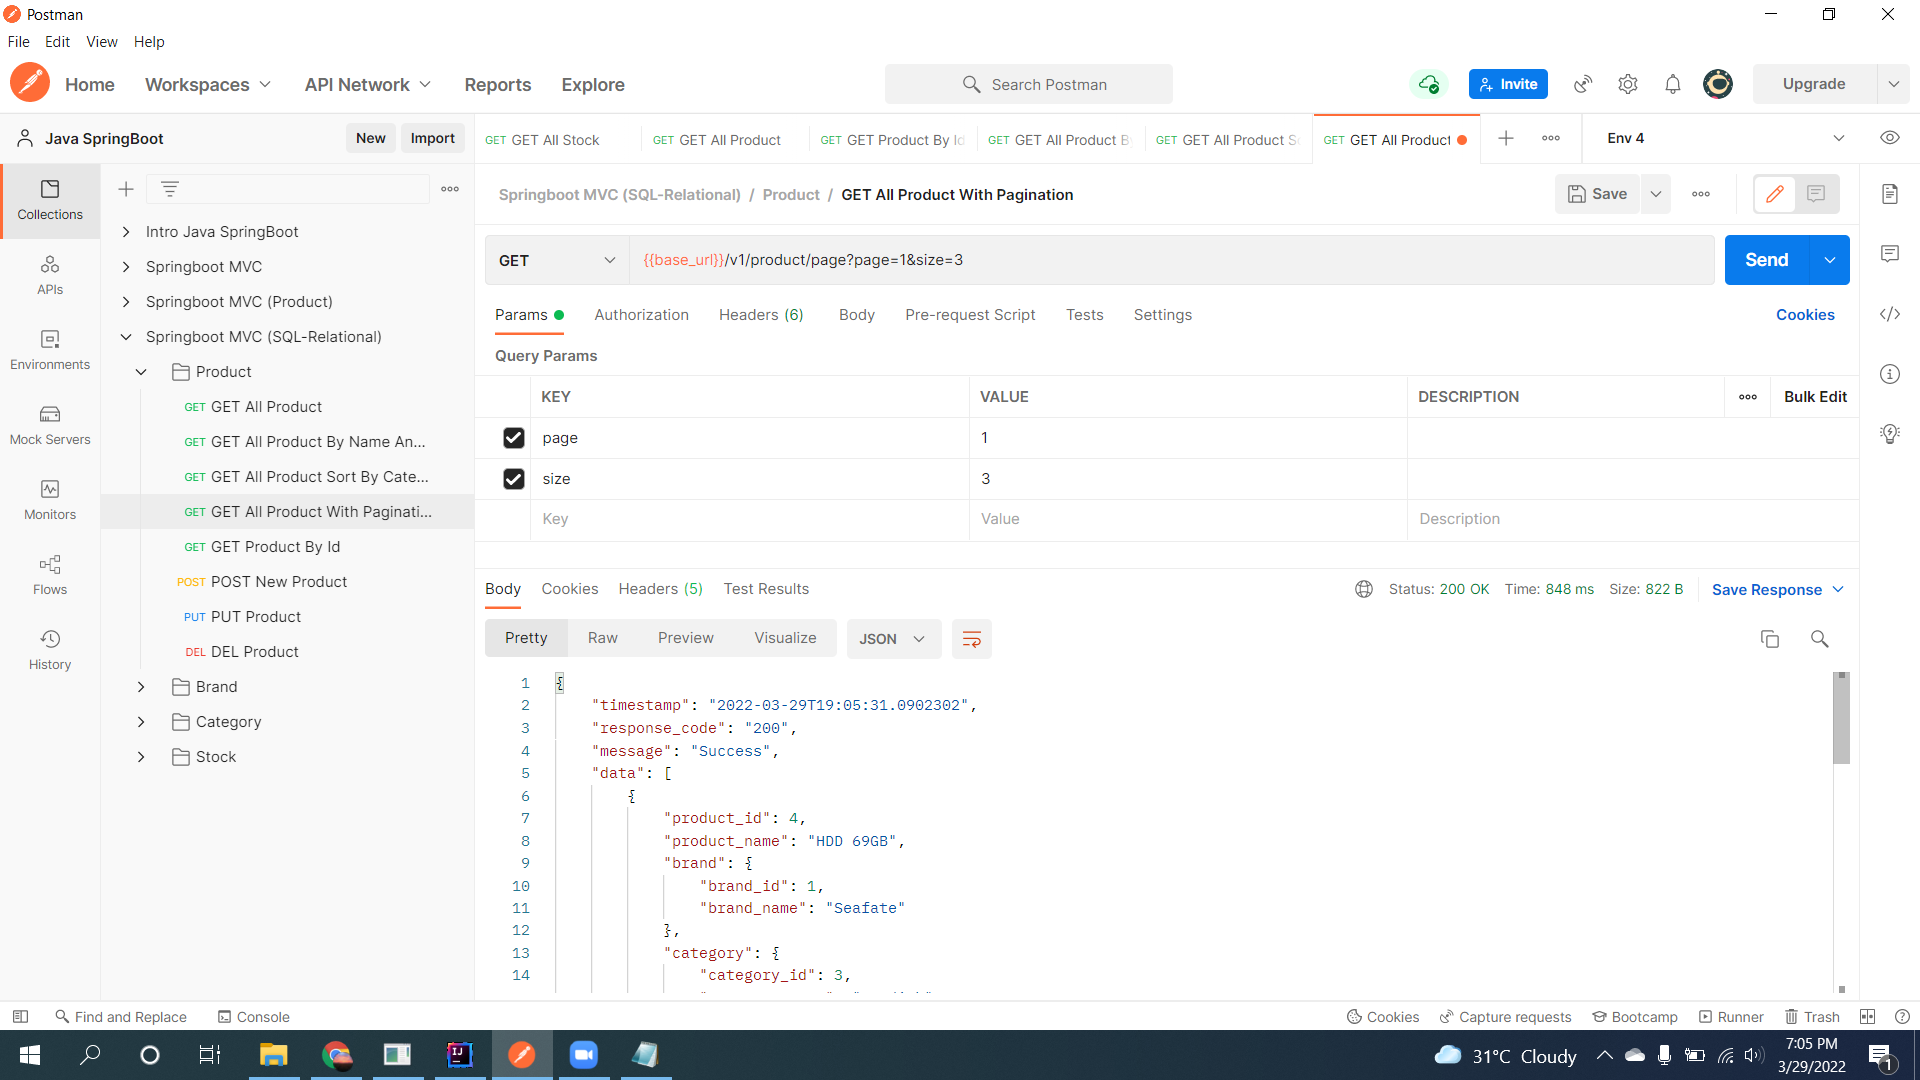 Postman
File Edit View Help
Home Workspaces API Network Reports Explore Search Postman Invite Upgrade
Java SpringBoot New Import
GET GET All Stock GET GET All Product GET GET Product By Id GET GET All Product B GET GET All Product So GET GET All Product Env 4
Collections
APIs
Environments
Mock Servers
Monitors
Flows
History
Intro Java SpringBoot
Springboot MVC
Springboot MVC (Product)
Springboot MVC (SQL-Relational)
Product
GET GET All Product
GET GET All Product By Name An...
GET GET All Product Sort By Cate...
GET GET All Product With Paginati...
GET GET Product By Id
POST POST New Product
PUT PUT Product
DEL DEL Product
Brand
Category
Stock
Springboot MVC (SQL-Relational) / Product / GET All Product With Pagination Save
GET {{base_url}}/v1/product/page?page=1&size=3 Send
Params Authorization Headers (6) Body Pre-request Script Tests Settings Cookies
Query Params
KEY VALUE DESCRIPTION Bulk Edit
page 1
size 3
Key Value Description
Body Cookies Headers (5) Test Results Status: 200 OK Time: 848 ms Size: 822 B Save Response
Pretty Raw Preview Visualize JSON
1 {
2 "timestamp": "2022-03-29T19:05:31.0902302",
3 "response_code": "200",
4 "message": "Success",
5 "data": [
6 {
7 "product_id": 4,
8 "product_name": "HDD 69GB",
9 "brand": {
10 "brand_id": 1,
11 "brand_name": "Seafate"
12 },
13 "category": {
14 "category_id": 3,
Find and Replace Console Cookies Capture requests Bootcamp Runner Trash
31°C Cloudy 7:05 PM
3/29/2022
1